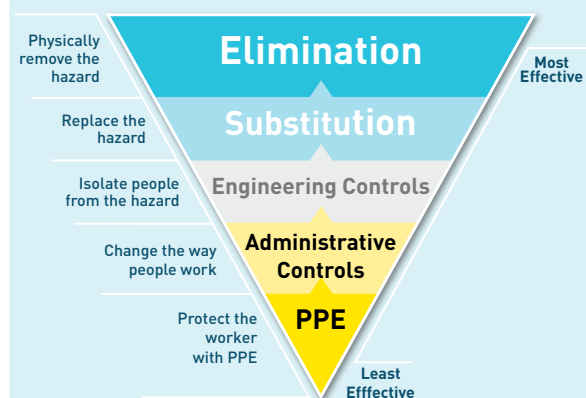 Physically
remove the
hazard
Elimination
Most
Effective
Replace the
hazard
Substitution
Isolate people
from the hazard
Engineering Controls
Change the way
people work
Administrative
Controls
Protect the
worker
with PPE
PPE
Least
Efffective